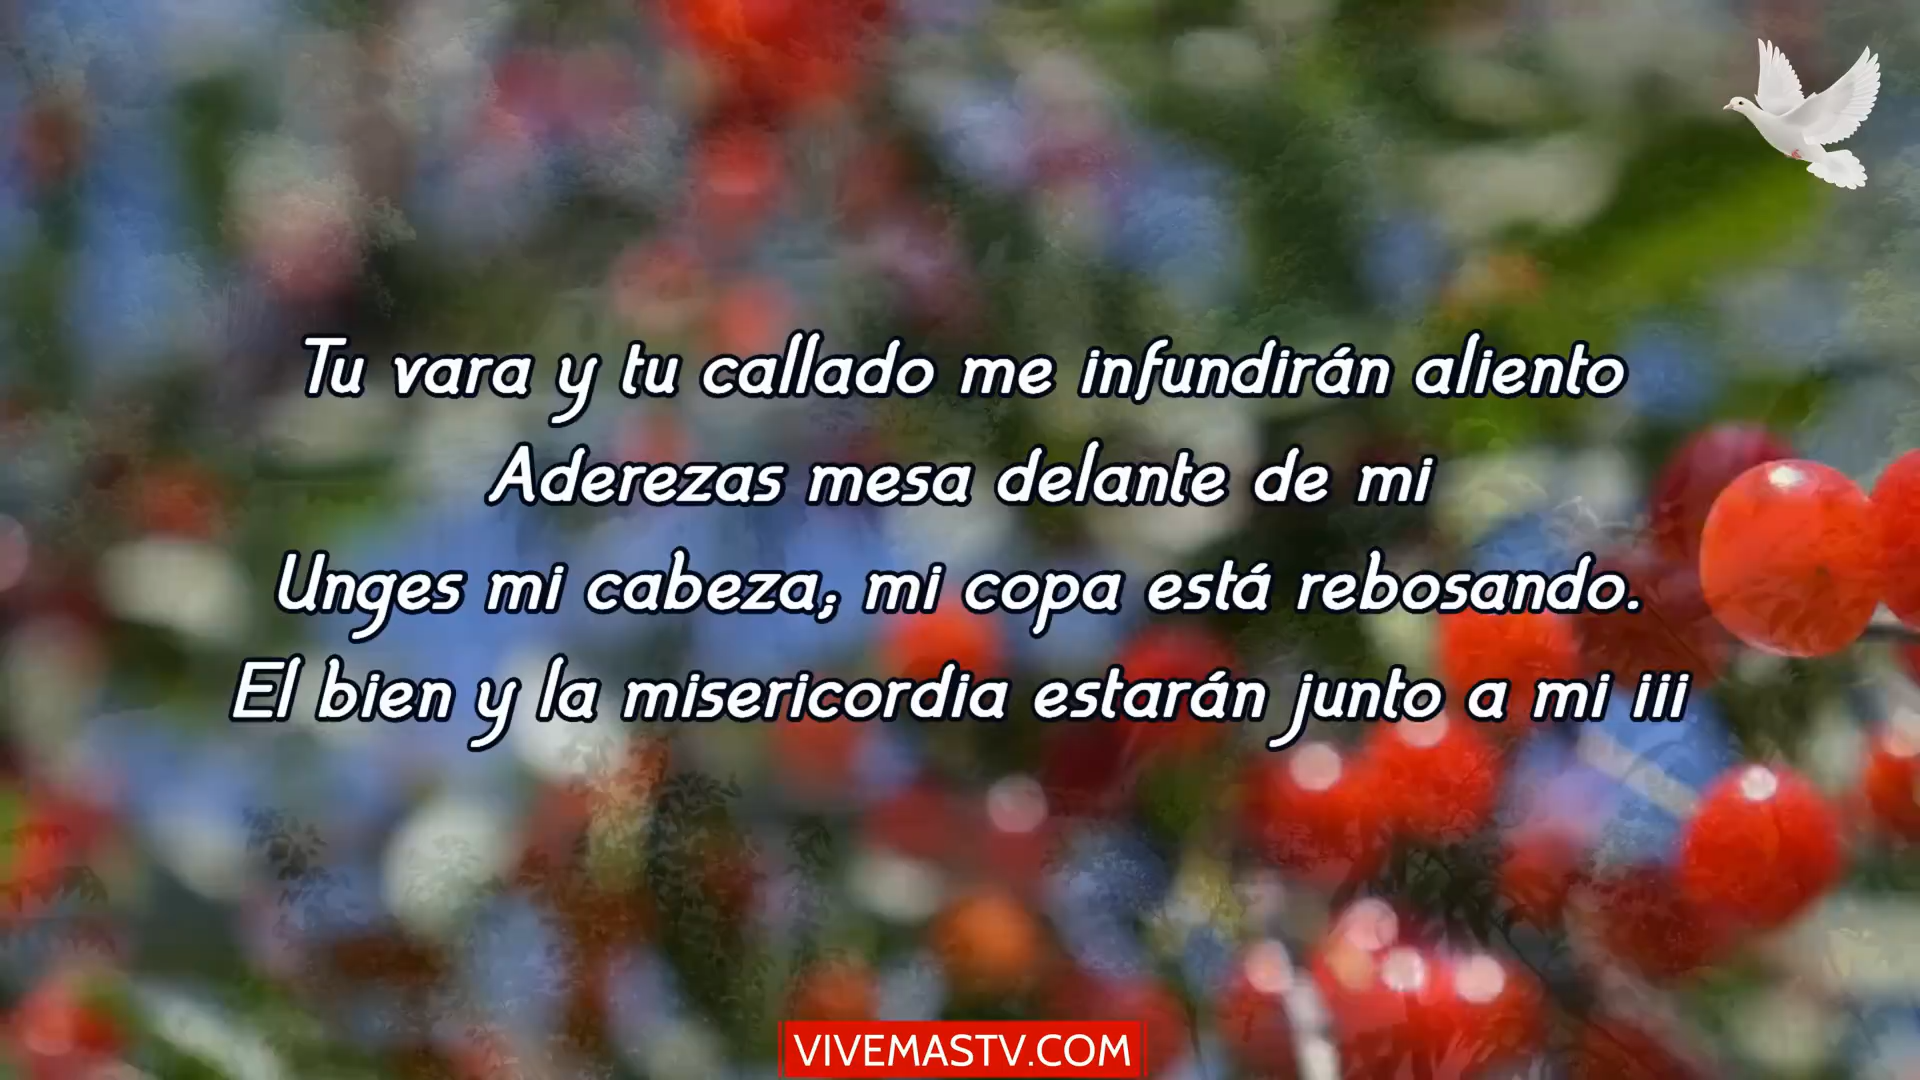 Tu vara y tu callado me infundirán aliento
Aderezas mesa delante de mi
Unges mi cabeza; mi copa está rebosando.
El bien y la misericordia estarán junto a mi iii
VIVEMASTV.COM